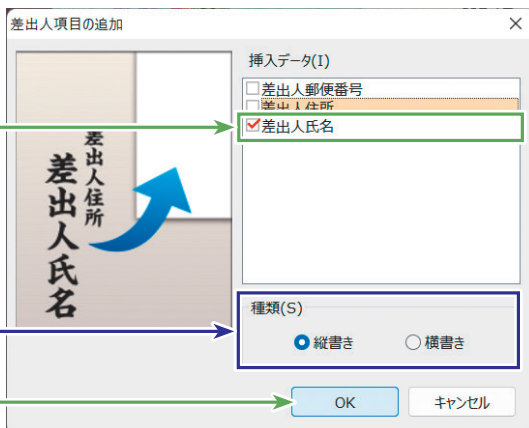 差出人項目の追加
挿入データ(I)
差出人郵便番号
差出人住所
差出人氏名
差出人住所
差出人氏名
種類(S)
縦書き 横書き
OK キャンセル